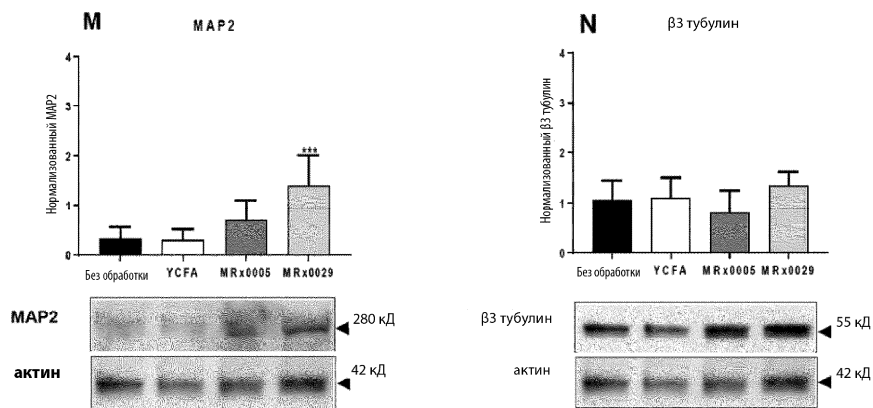 M
MAP2
Нормализованный MAP2
4
3
2
1
0
***
Без обработки YCFA MRx0005 MRx0029
MAP2
280 кД
актин
42 кД
N
β3 тубулин
Нормализованный β3 тубулин
4
3
2
1
0
Без обработки YCFA MRx0005 MRx0029
β3 тубулин
55 кД
актин
42 кД